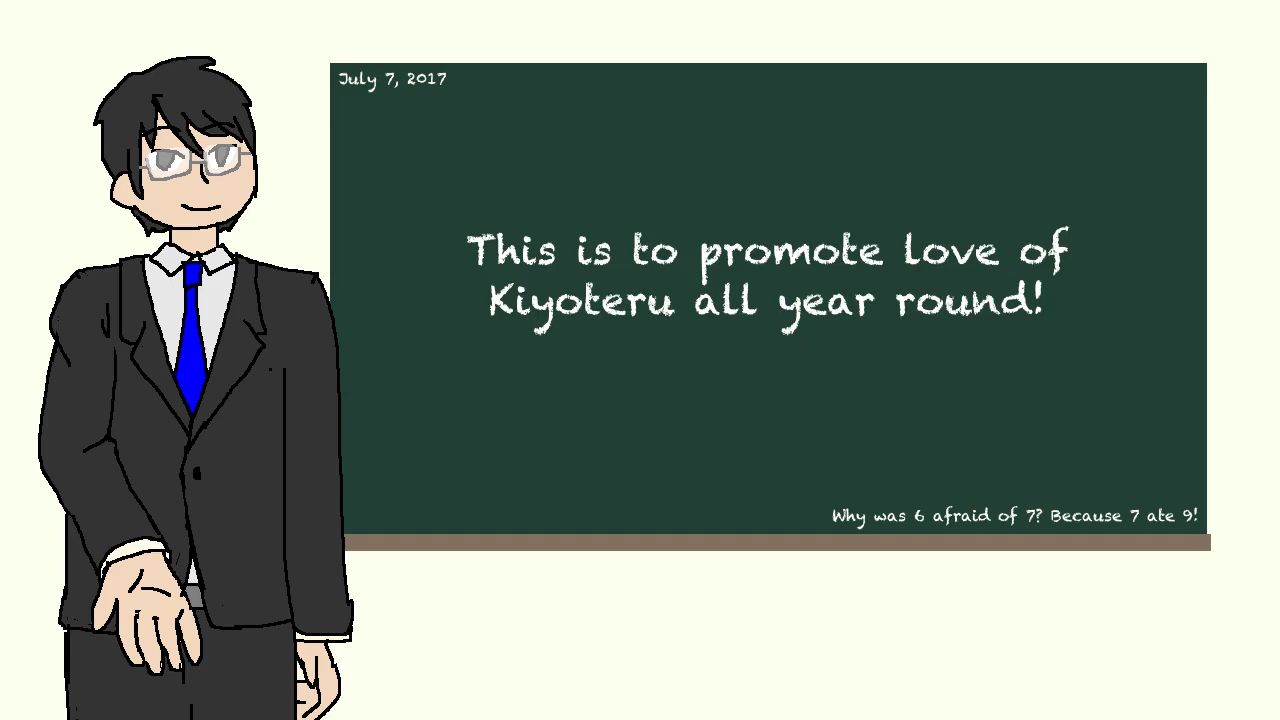 July 7, 2017
This is to promote love of
Kiyoteru all year round!
Why was 6 afraid of 7? Because 7 ate 9!